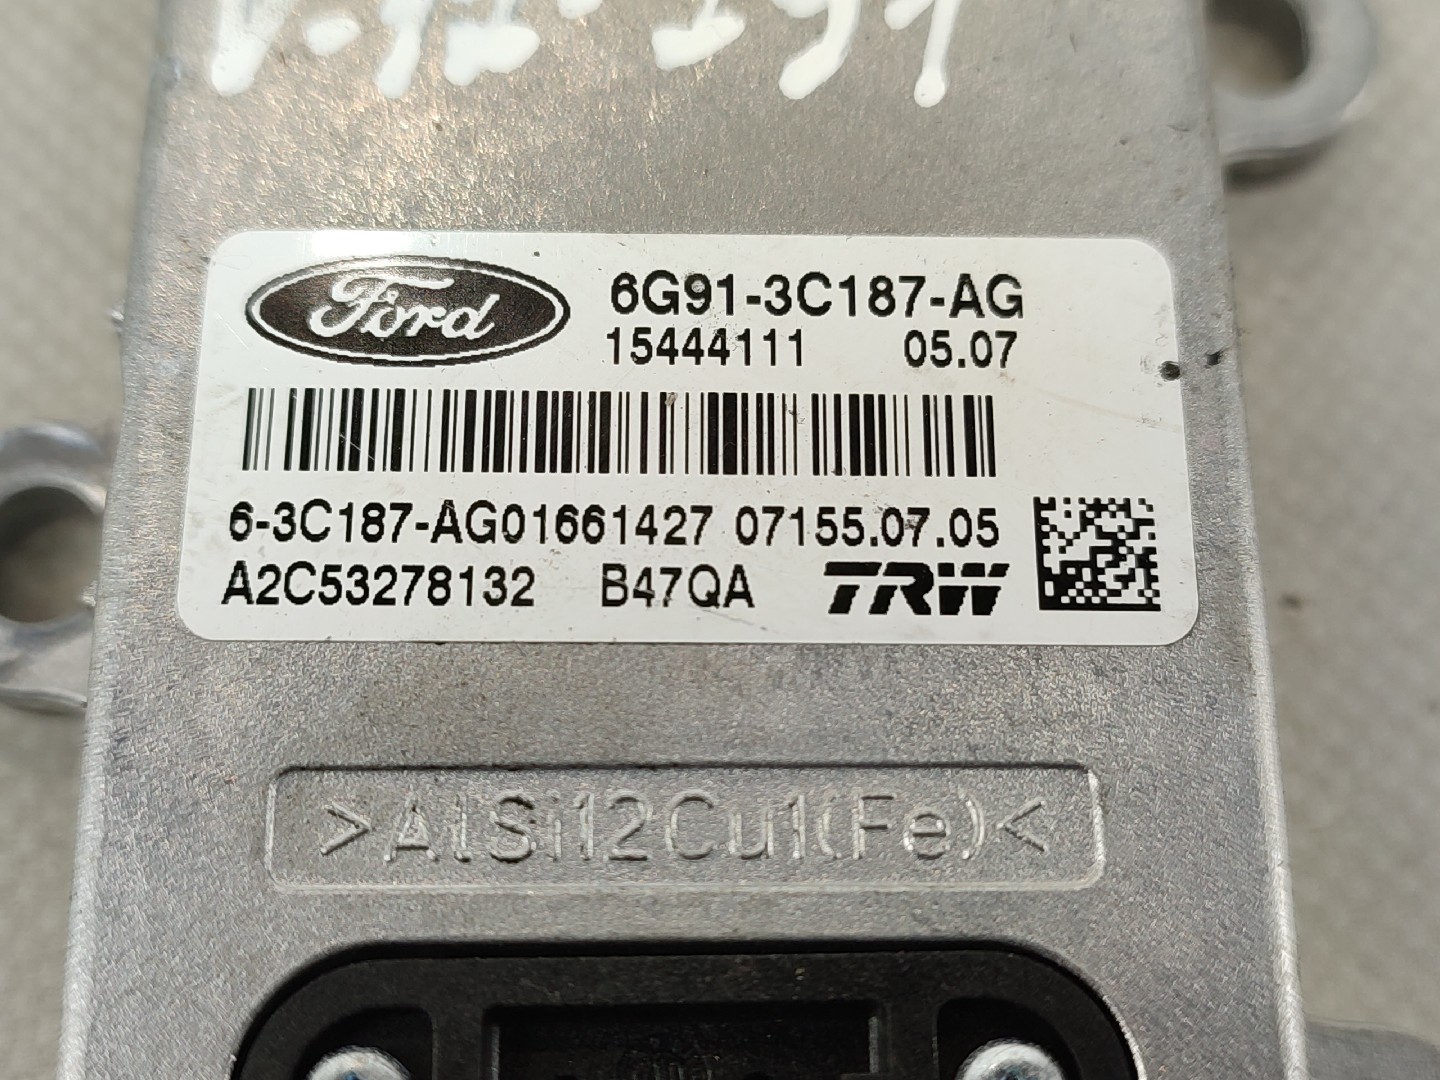 Ford
6G91-3C187-AG
15444111 05.07
6-3C187-AG01661427 07155.07.05
A2C53278132 B47QA TRW
>AlSi12Cu1(Fe)<